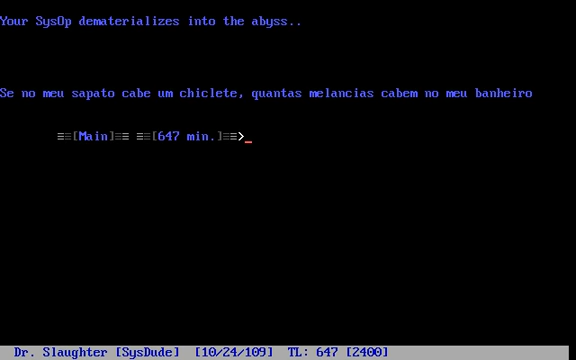 Your SysOp dematerializes into the abyss..
Se no meu sapato cabe um chiclete, quantas melancias cabem no meu banheiro
≡=[Main]=≡ ≡=[647 min.]=≡>_
Dr. Slaughter [SysDude] [10/24/109] TL: 647 [2400]